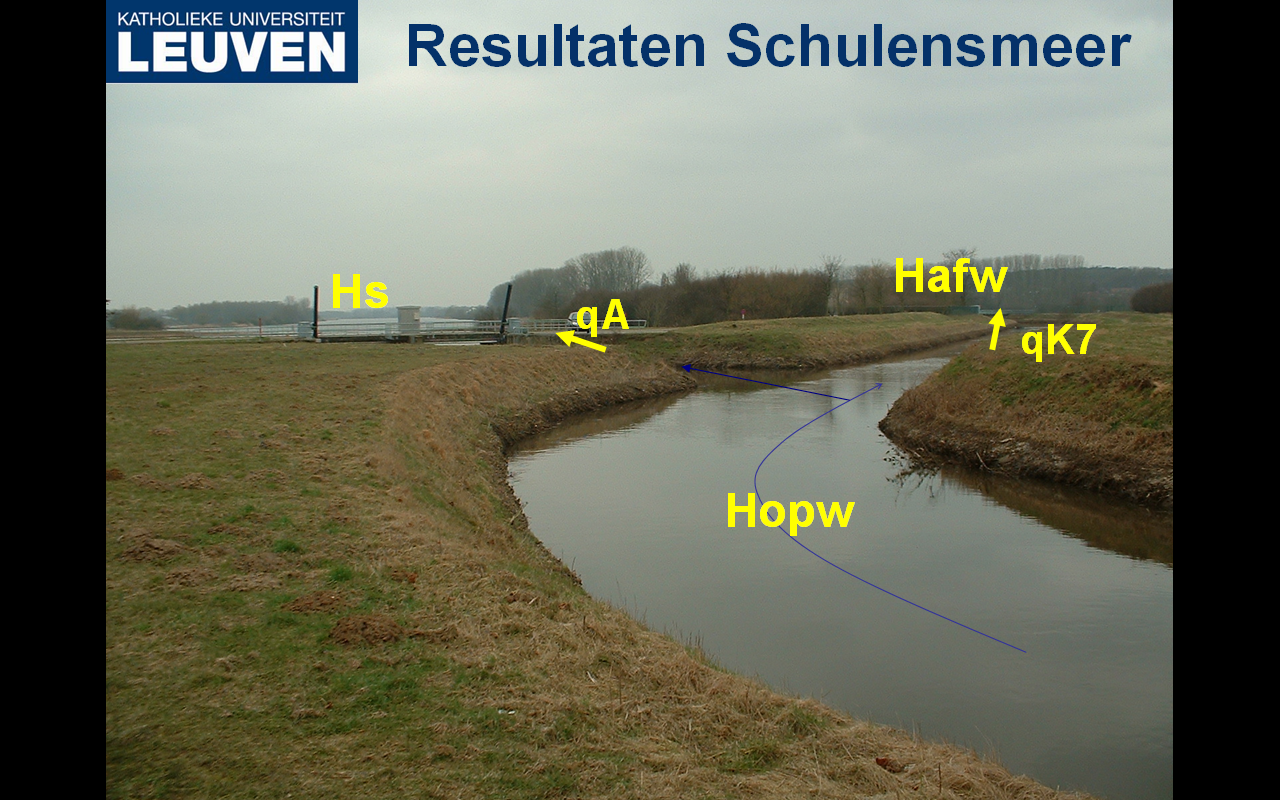 KATHOLIEKE UNIVERSITEIT
LEUVEN
Resultaten Schulensmeer
Hafw
Hs
qA
qK7
Hopw